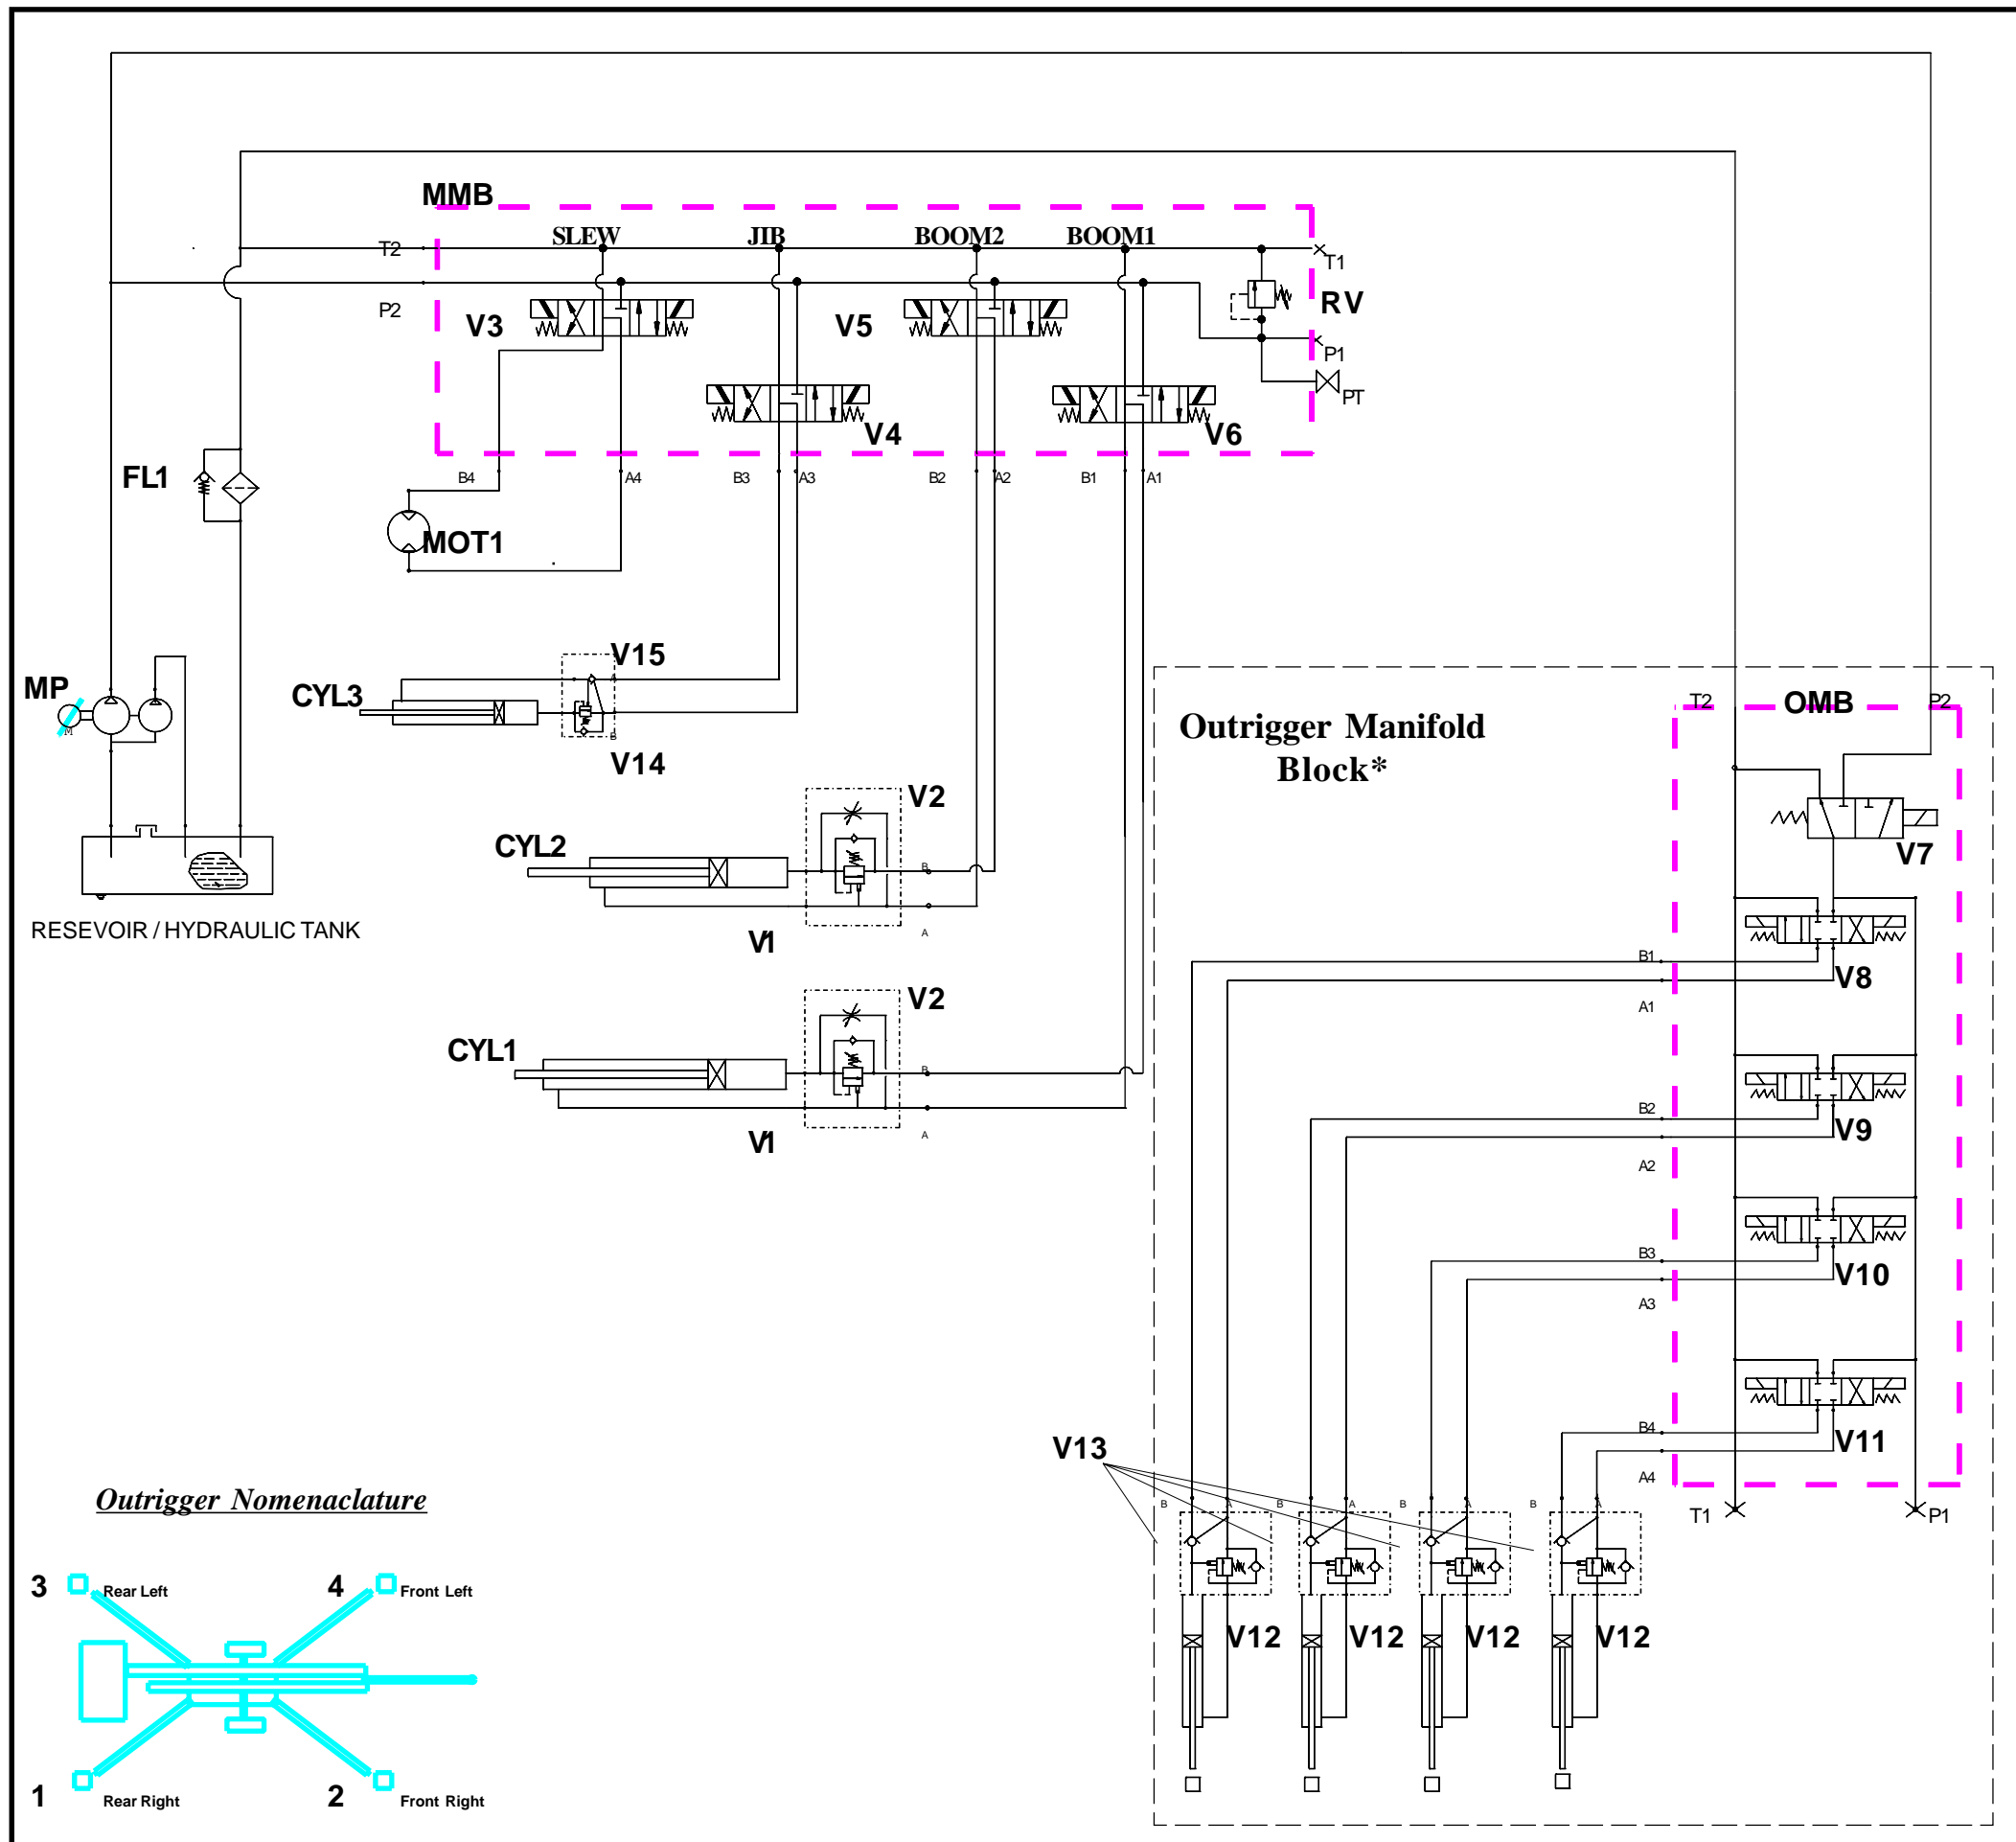 MMB
SLEW JIB BOOM2 BOOM1
T2
T1
P2
V3
V5
RV
P1
PT
V4
V6
FL1
B4 A4 B3 A3 B2 A2 B1 A1
MOT1
MP
M
CYL3
V15
A
B
V14
Outrigger Manifold
Block*
T2 OMB P2
V7
CYL2
V2
B
A
V1
RESEVOIR / HYDRAULIC TANK
B1
V8
A1
CYL1
V2
B
A
V1
B2
V9
A2
B3
V10
A3
B4
V11
A4
V13
T1
P1
B A B A B A B A
V12 V12 V12 V12
Outrigger Nomenaclature
3 Rear Left
4 Front Left
1 Rear Right
2 Front Right